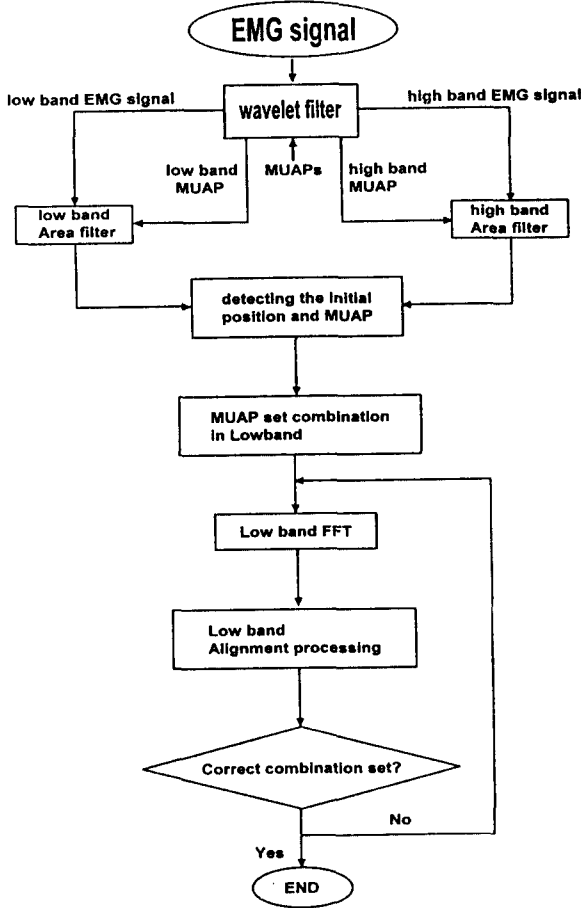 EMG signal
low band EMG signal
wavelet filter
high band EMG signal
low band
MUAP
MUAPs
high band
MUAP
low band
Area filter
high band
Area filter
detecting the initial
position and MUAP
MUAP set combination
in Lowband
Low band FFT
Low band
Alignment processing
Correct combination set?
No
Yes
END